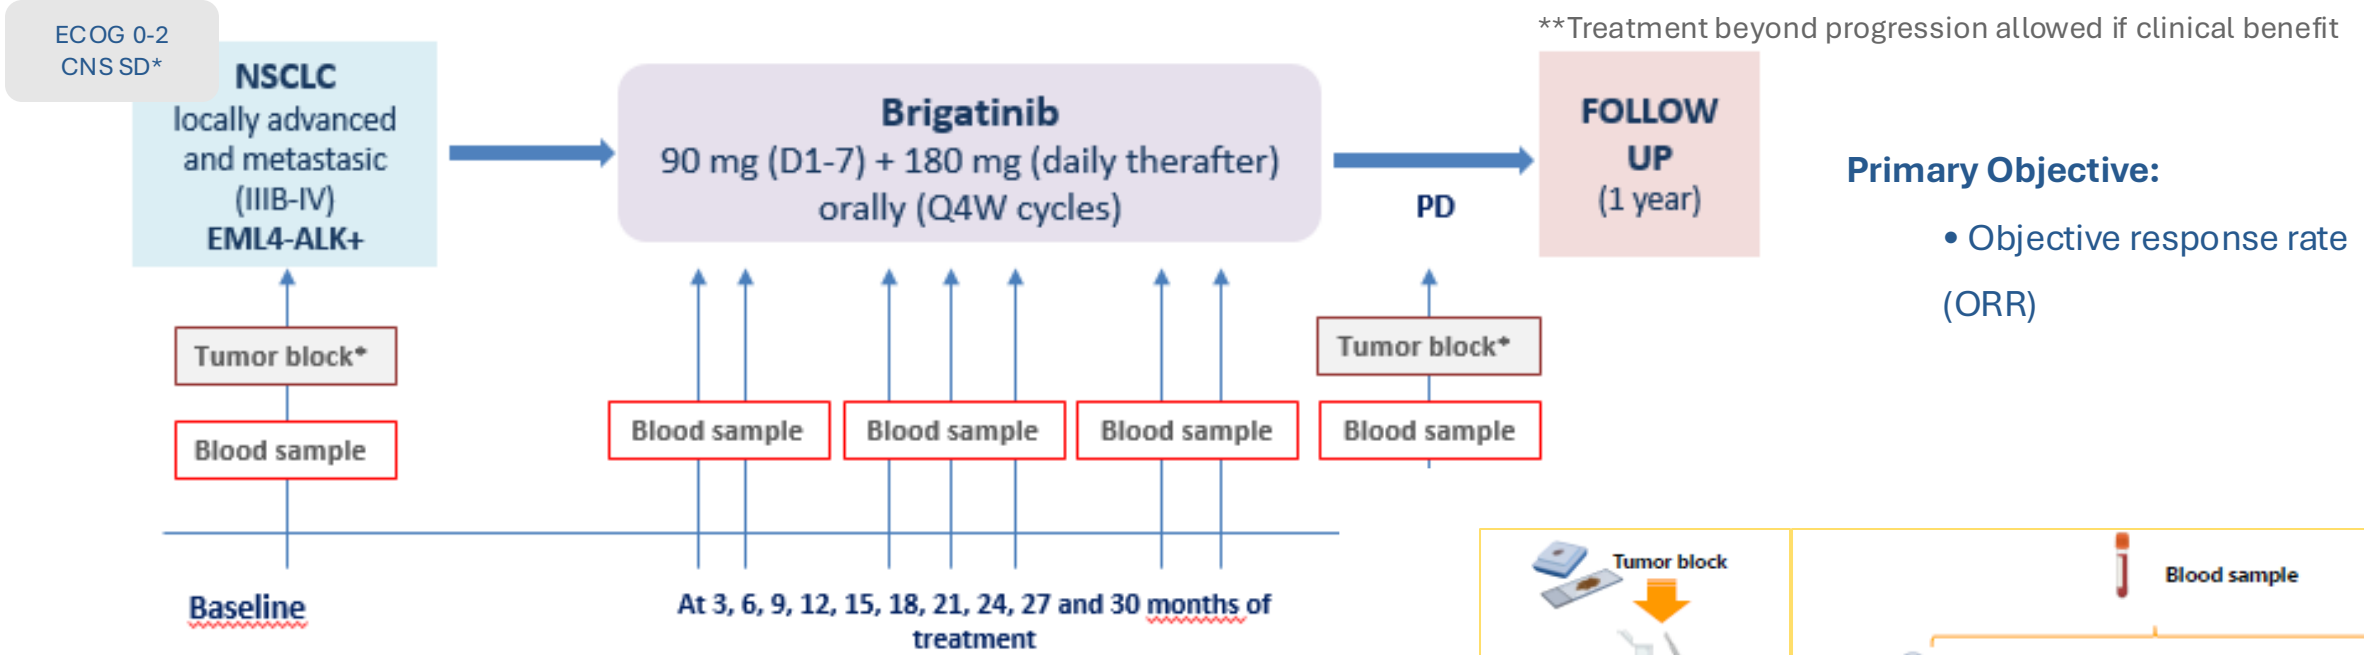 ECOG 0-2
CNS SD*
**Treatment beyond progression allowed if clinical benefit
NSCLC
locally advanced
and metastasic
(IIIB-IV)
EML4-ALK+
Brigatinib
90 mg (D1-7) + 180 mg (daily therafter)
orally (Q4W cycles)
PD
FOLLOW
UP
(1 year)
Primary Objective:
• Objective response rate
(ORR)
Tumor block*
Blood sample
Blood sample
Blood sample
Blood sample
Tumor block*
Blood sample
Baseline
At 3, 6, 9, 12, 15, 18, 21, 24, 27 and 30 months of
treatment
Tumor block
Blood sample